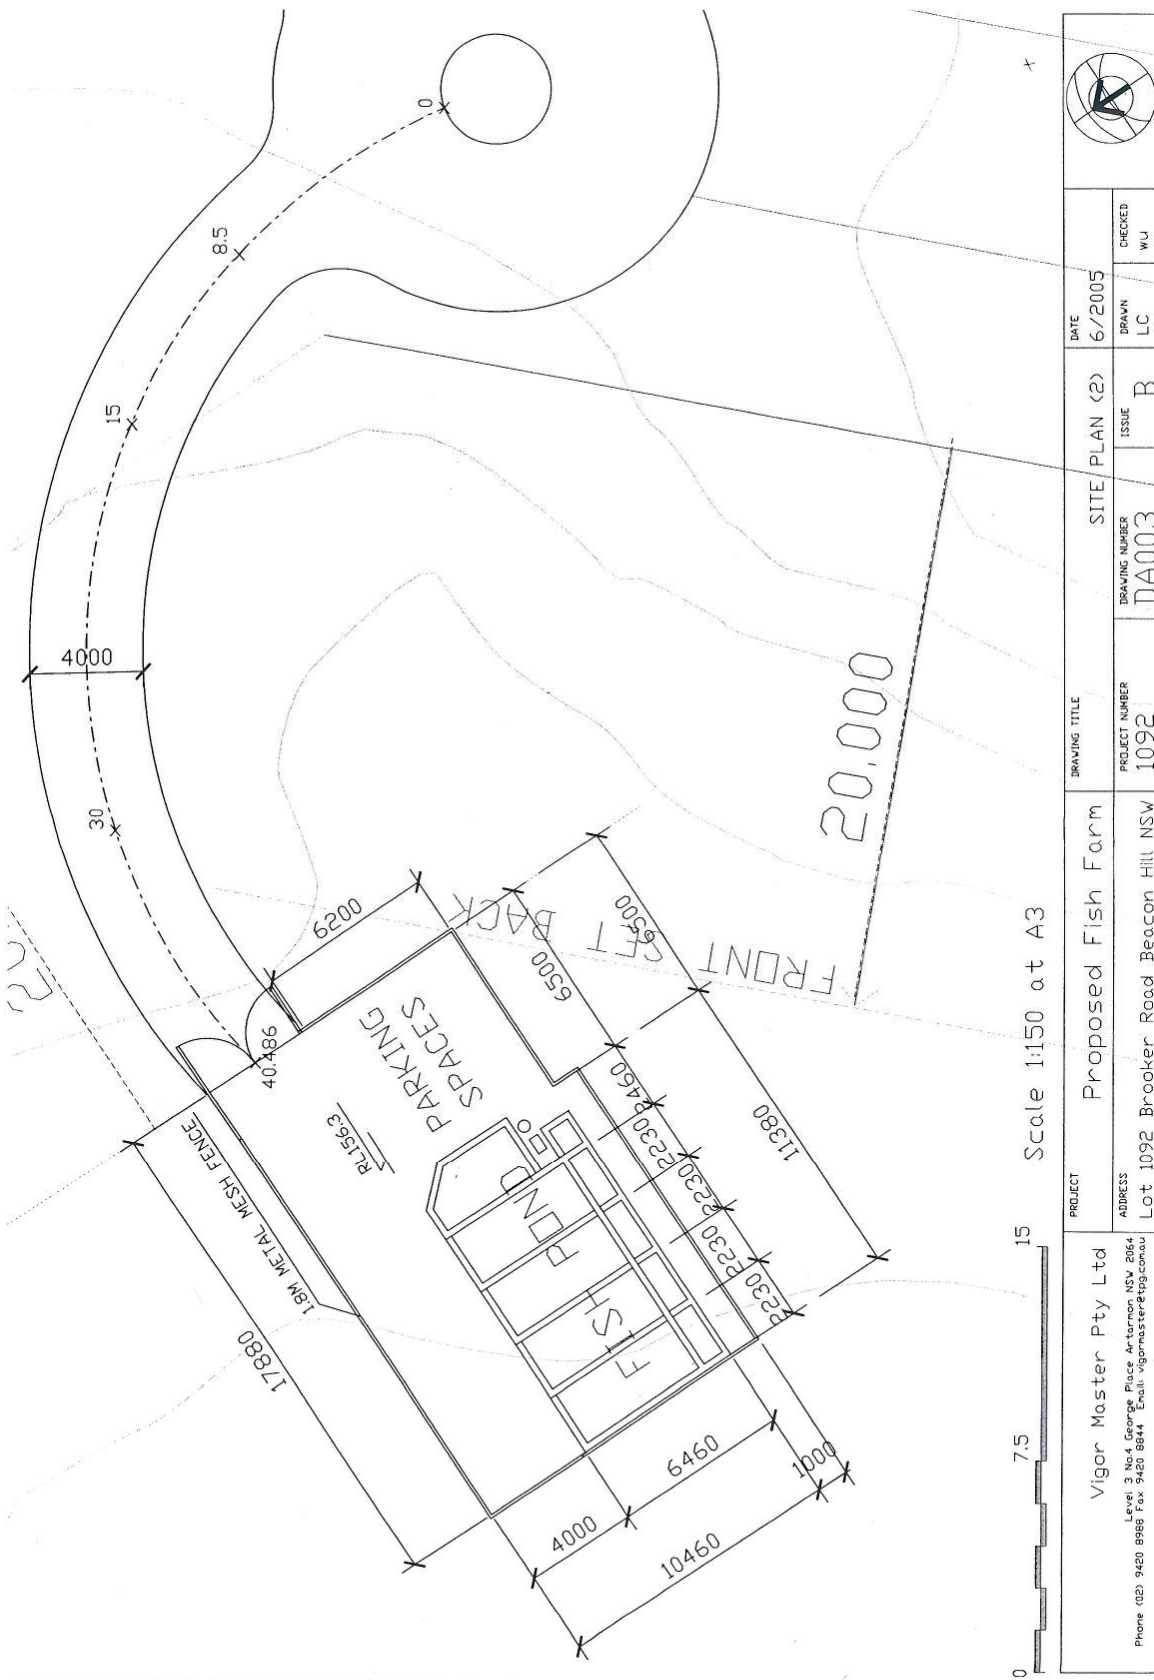 0
8.5
15
30
40.486
4000
6200
PARKING
SPACES
RL156.3
1.8M METAL MESH FENCE
17880
FISH POND
FRONT SET BACK
20.000
6500
6500
2460
2230
2230
2230
2230
11380
4000
6460
1000
10460
Scale 1:150 at A3
0 7.5 15
Vigor Master Pty Ltd
Level 3 No.4 George Place Artarmon NSW 2064
Phone (02) 9420 8988 Fax 9420 8844 Email: vigormaster@tpg.com.au
PROJECT
Proposed Fish Farm
ADDRESS
Lot 1092 Brooker Road Beacon Hill NSW
DRAWING TITLE
SITE PLAN (2)
DATE
6/2005
PROJECT NUMBER
1092
DRAWING NUMBER
DA003
ISSUE
B
DRAWN
LC
CHECKED
WU